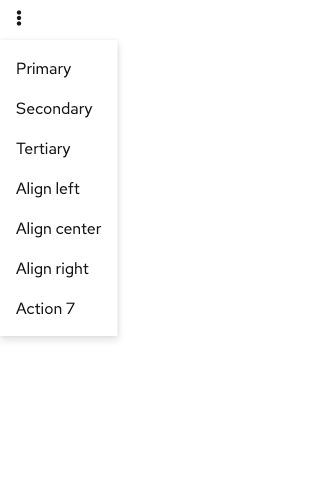 Primary
Secondary
Tertiary
Align left
Align center
Align right
Action 7